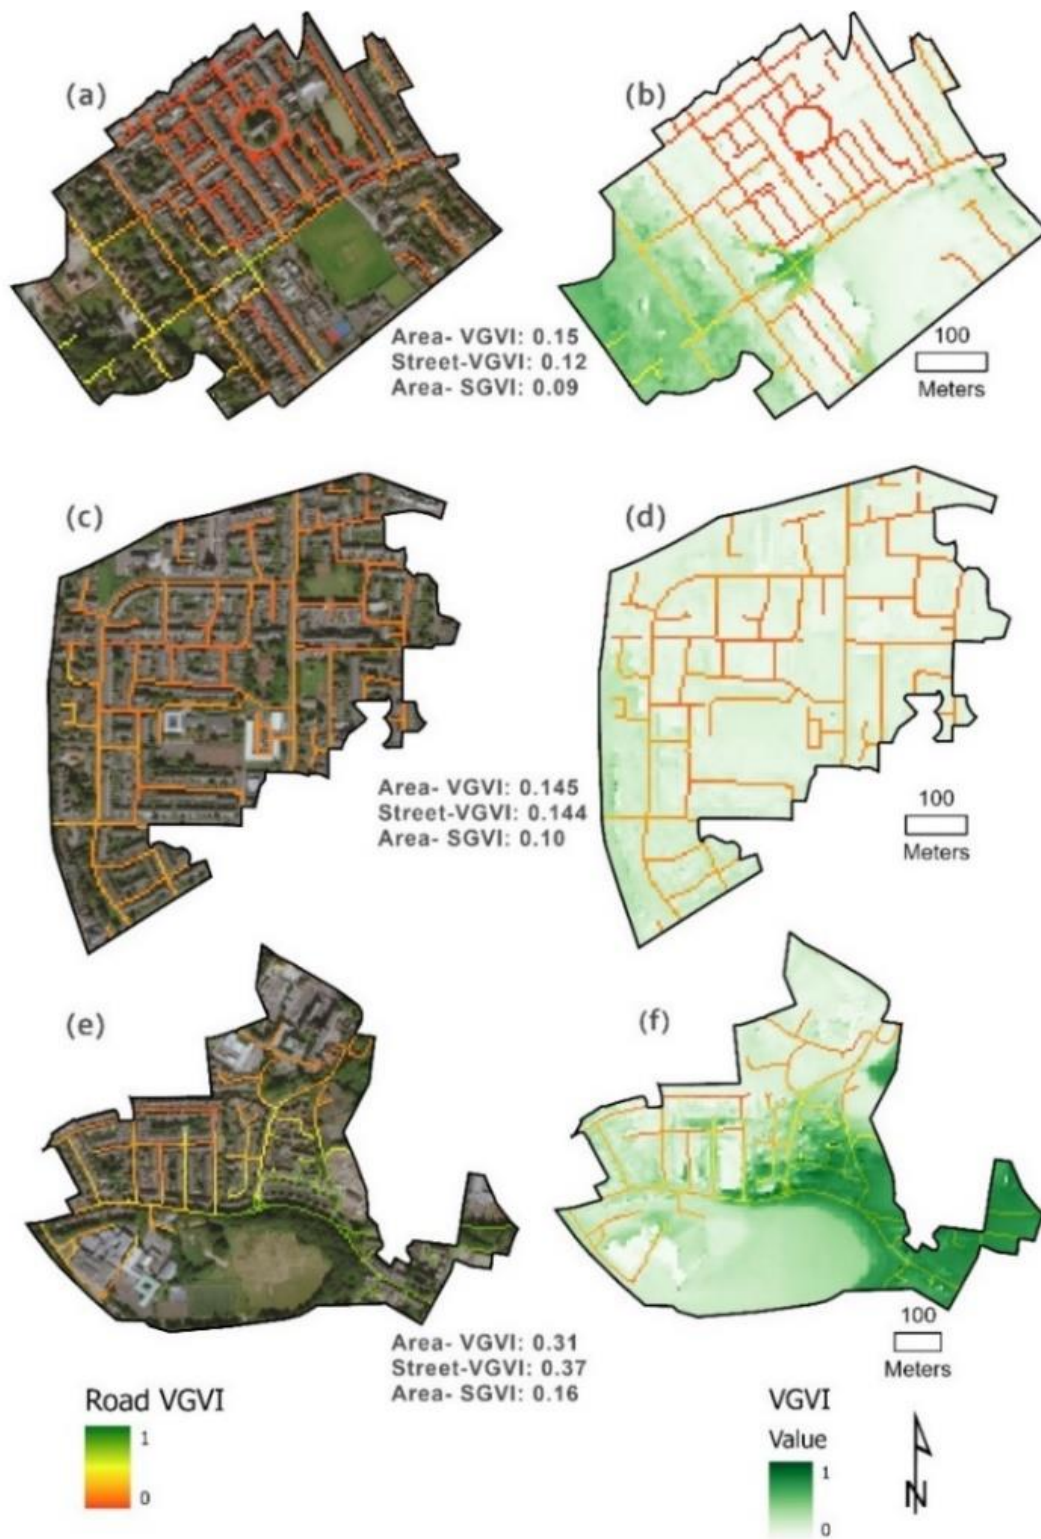 (a)
(b)
Area- VGVI: 0.15
Street-VGVI: 0.12
Area- SGVI: 0.09
100
Meters
(c)
(d)
Area- VGVI: 0.145
Street-VGVI: 0.144
Area- SGVI: 0.10
100
Meters
(e)
(f)
Area- VGVI: 0.31
Street-VGVI: 0.37
Area- SGVI: 0.16
100
Meters
Road VGVI
1
0
VGVI
Value
1
0
N